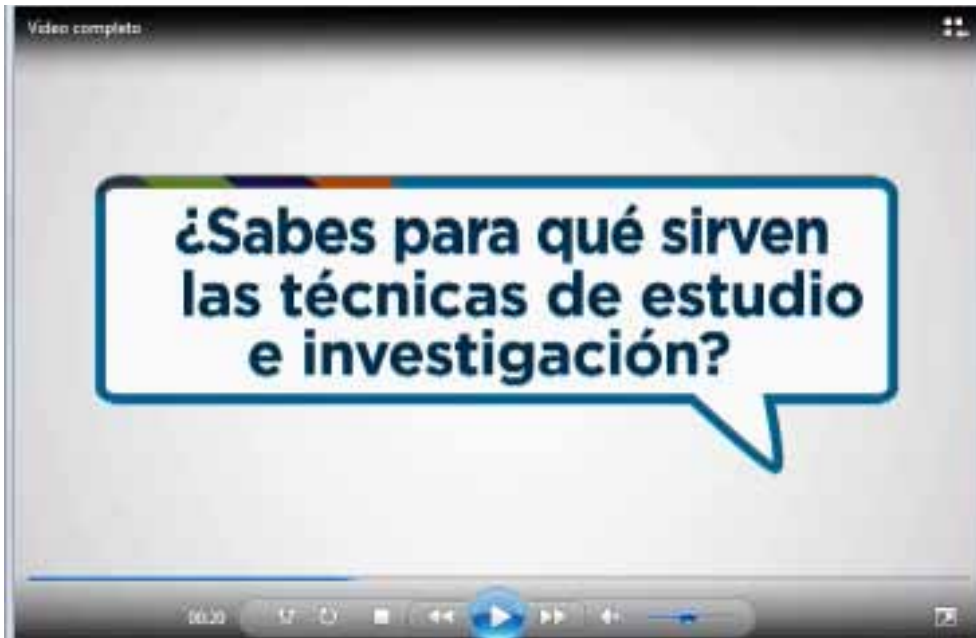 Video completo
¿Sabes para qué sirven
las técnicas de estudio
e investigación?
00:20